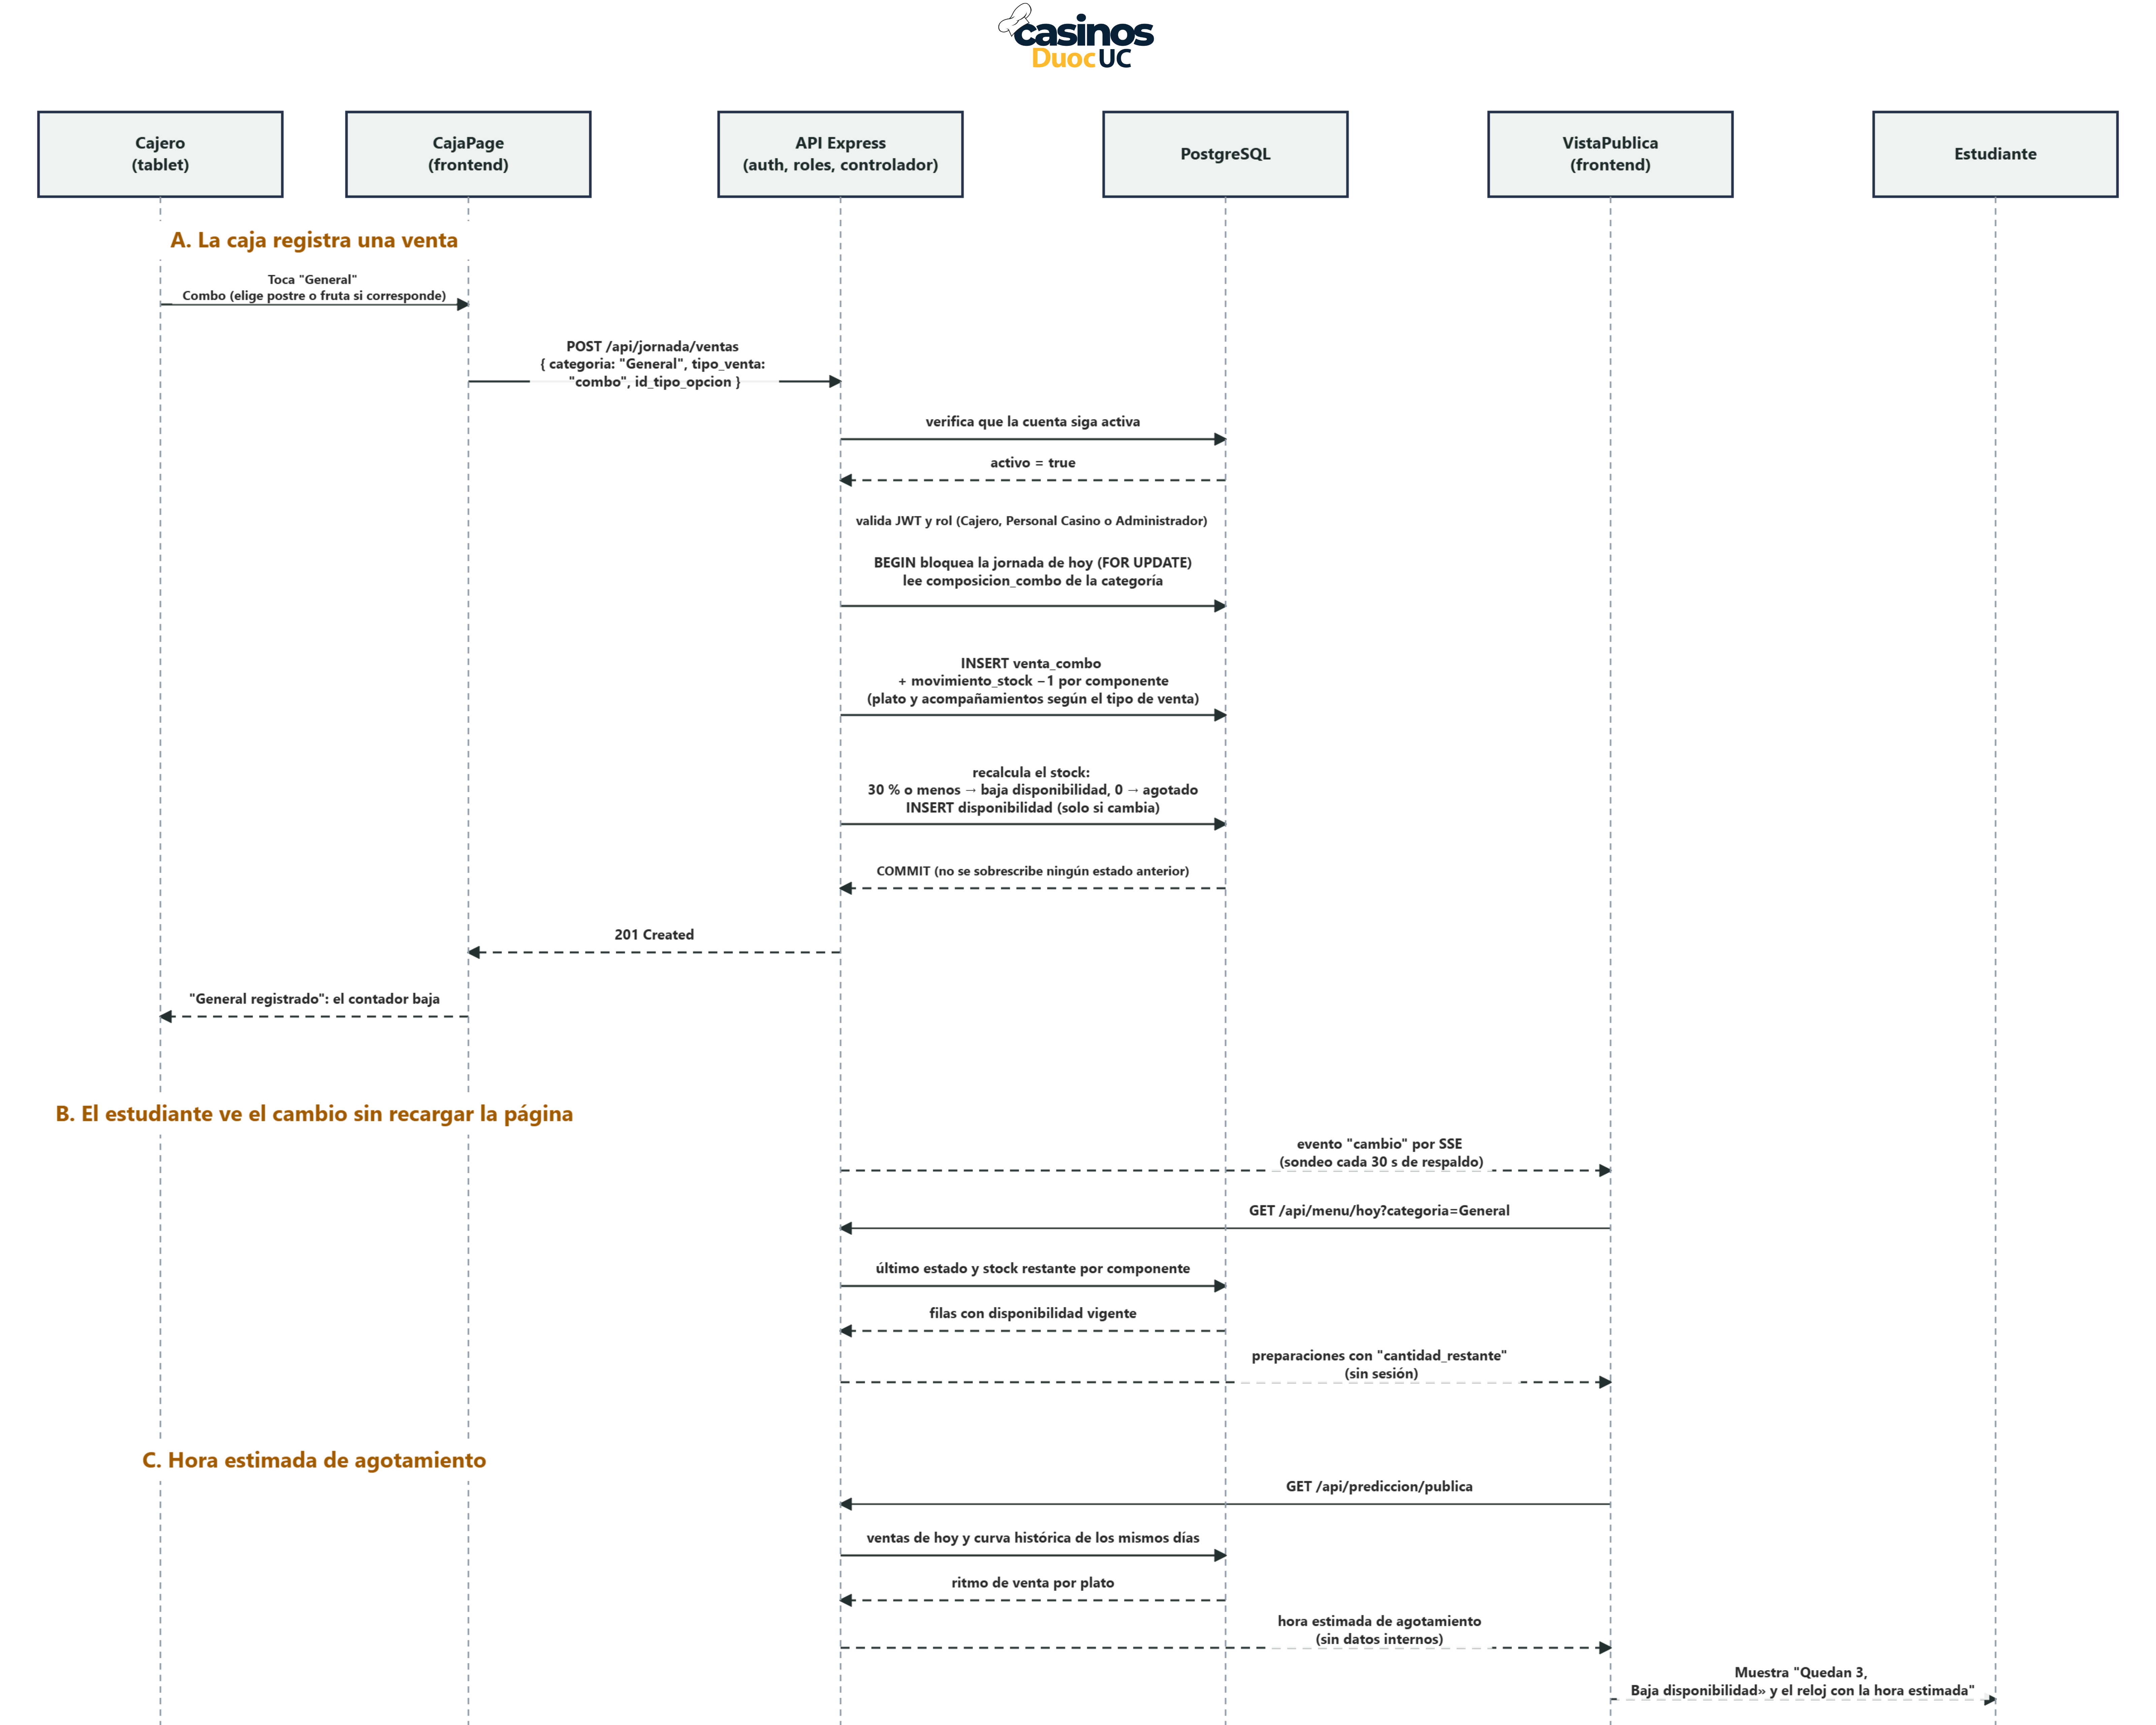 casinos
Duoc UC
Cajero
(tablet)
CajaPage
(frontend)
API Express
(auth, roles, controlador)
PostgreSQL
VistaPublica
(frontend)
Estudiante
A. La caja registra una venta
Toca "General"
Combo (elige postre o fruta si corresponde)
POST /api/jornada/ventas
{ categoria: "General", tipo_venta:
"combo", id_tipo_opcion }
verifica que la cuenta siga activa
activo = true
valida JWT y rol (Cajero, Personal Casino o Administrador)
BEGIN bloquea la jornada de hoy (FOR UPDATE)
lee composicion_combo de la categoría
INSERT venta_combo
+ movimiento_stock −1 por componente
(plato y acompañamientos según el tipo de venta)
recalcula el stock:
30 % o menos → baja disponibilidad, 0 → agotado
INSERT disponibilidad (solo si cambia)
COMMIT (no se sobrescribe ningún estado anterior)
201 Created
"General registrado": el contador baja
B. El estudiante ve el cambio sin recargar la página
evento "cambio" por SSE
(sondeo cada 30 s de respaldo)
GET /api/menu/hoy?categoria=General
último estado y stock restante por componente
filas con disponibilidad vigente
preparaciones con "cantidad_restante"
(sin sesión)
C. Hora estimada de agotamiento
GET /api/prediccion/publica
ventas de hoy y curva histórica de los mismos días
ritmo de venta por plato
hora estimada de agotamiento
(sin datos internos)
Muestra "Quedan 3,
Baja disponibilidad» y el reloj con la hora estimada"